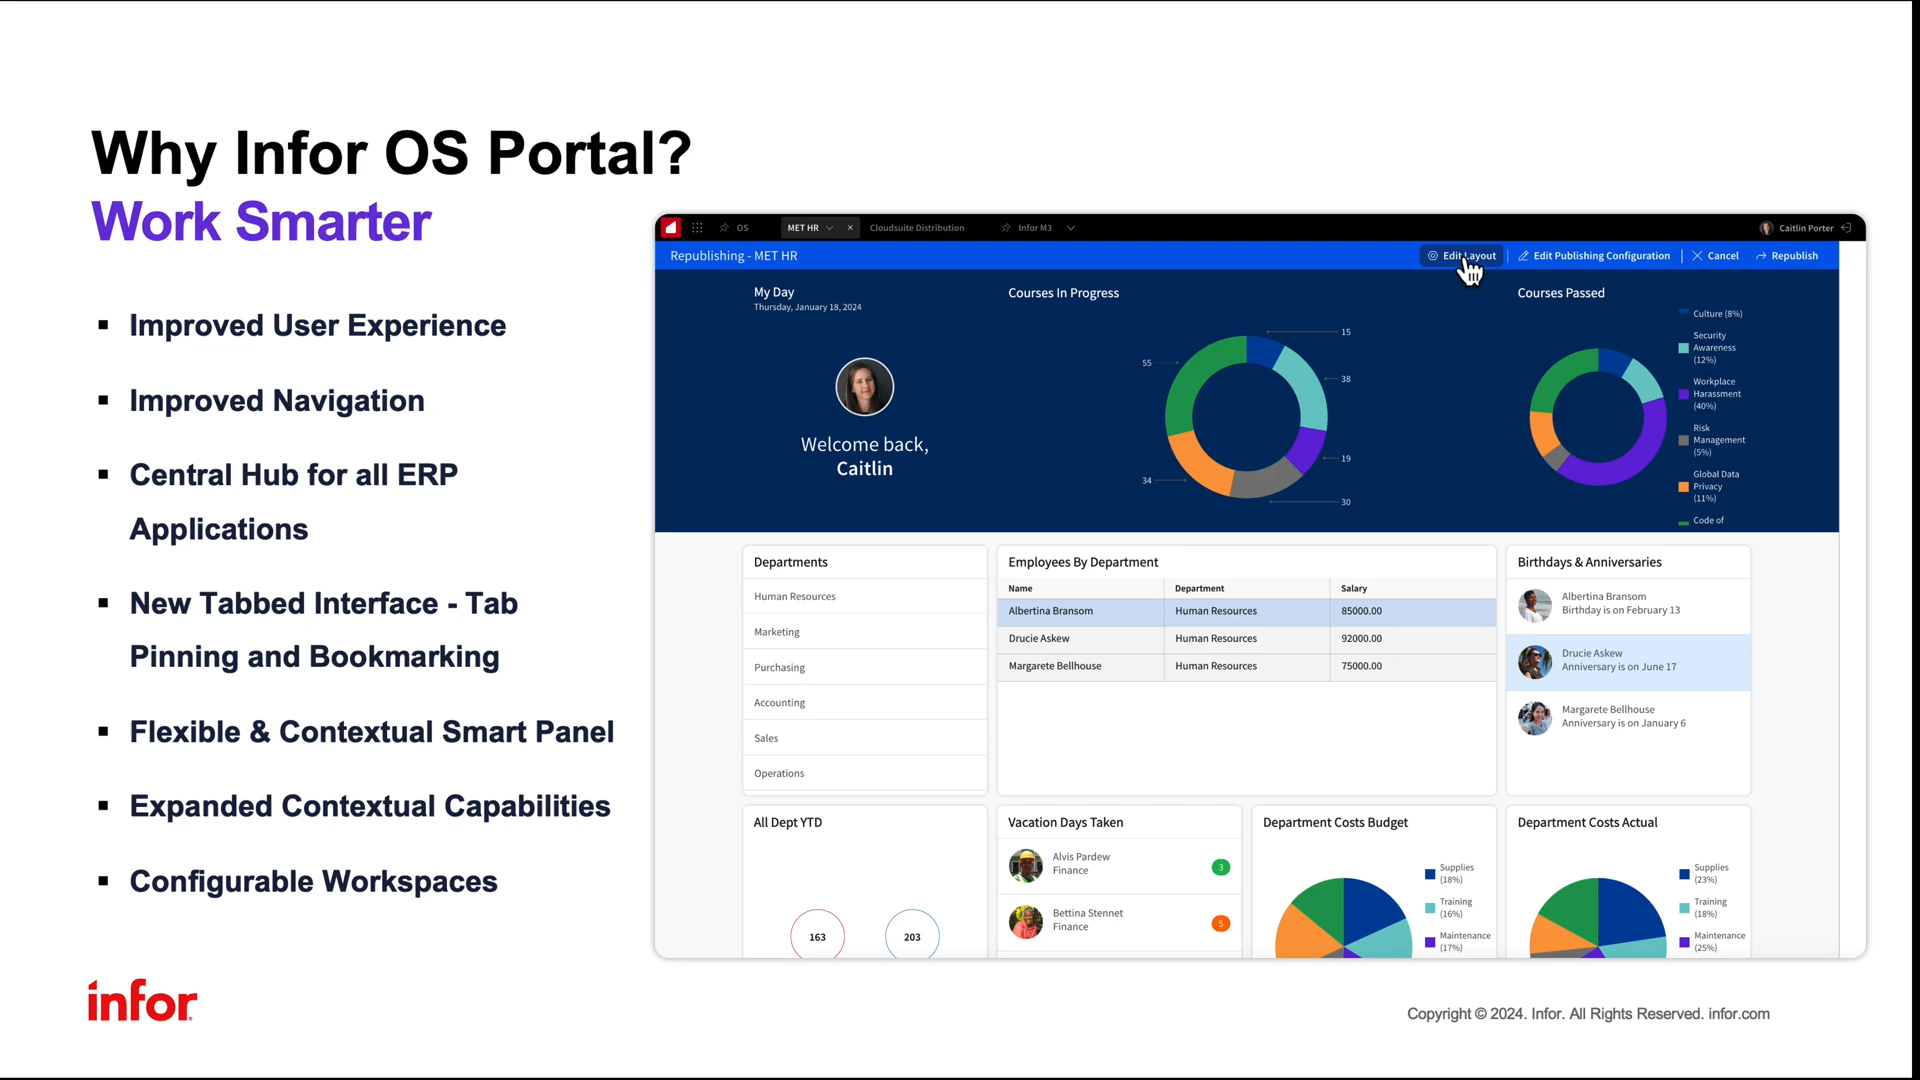 Why Infor OS Portal?
Work Smarter
▪ Improved User Experience
▪ Improved Navigation
▪ Central Hub for all ERP
Applications
▪ New Tabbed Interface - Tab
Pinning and Bookmarking
▪ Flexible & Contextual Smart Panel
▪ Expanded Contextual Capabilities
▪ Configurable Workspaces
OS
MET HR
Cloudsuite Distribution
Infor M3
Caitlin Porter
Republishing - MET HR
Edit Layout
Edit Publishing Configuration
Cancel
Republish
My Day
Thursday, January 18, 2024
Welcome back,
Caitlin
Courses In Progress
15
55
38
19
34
30
Courses Passed
Culture (8%)
Security
Awareness
(12%)
Workplace
Harassment
(40%)
Risk
Management
(5%)
Global Data
Privacy
(11%)
Code of
Departments
Human Resources
Marketing
Purchasing
Accounting
Sales
Operations
Employees By Department
Name Department Salary
Albertina Bransom Human Resources 85000.00
Drucie Askew Human Resources 92000.00
Margarete Bellhouse Human Resources 75000.00
Birthdays & Anniversaries
Albertina Bransom
Birthday is on February 13
Drucie Askew
Anniversary is on June 17
Margarete Bellhouse
Anniversary is on January 6
All Dept YTD
163
203
Vacation Days Taken
Alvis Pardew
Finance
3
Bettina Stennet
Finance
5
Department Costs Budget
Supplies
(18%)
Training
(16%)
Maintenance
(17%)
Department Costs Actual
Supplies
(23%)
Training
(18%)
Maintenance
(25%)
infor
Copyright © 2024. Infor. All Rights Reserved. infor.com